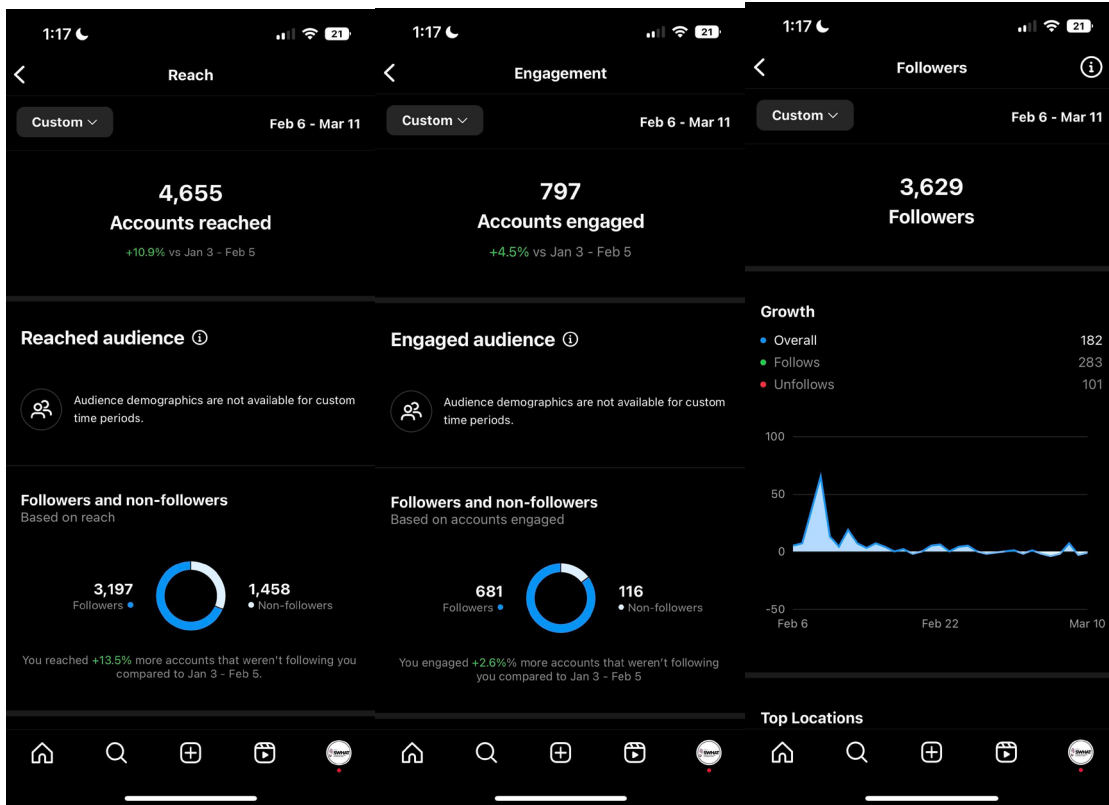 1:17
21
Reach
Custom
Feb 6 - Mar 11
4,655
Accounts reached
+10.9% vs Jan 3 - Feb 5
Reached audience
Audience demographics are not available for custom
time periods.
Followers and non-followers
Based on reach
3,197
Followers
1,458
Non-followers
You reached +13.5% more accounts that weren't following you
compared to Jan 3 - Feb 5.
SWHAT
1:17
21
Engagement
Custom
Feb 6 - Mar 11
797
Accounts engaged
+4.5% vs Jan 3 - Feb 5
Engaged audience
Audience demographics are not available for custom
time periods.
Followers and non-followers
Based on accounts engaged
681
Followers
116
Non-followers
You engaged +2.6%% more accounts that weren't following
you compared to Jan 3 - Feb 5
SWHAT
1:17
21
Followers
Custom
Feb 6 - Mar 11
3,629
Followers
Growth
Overall 182
Follows 283
Unfollows 101
100
50
0
-50
Feb 6 Feb 22 Mar 10
Top Locations
SWHAT